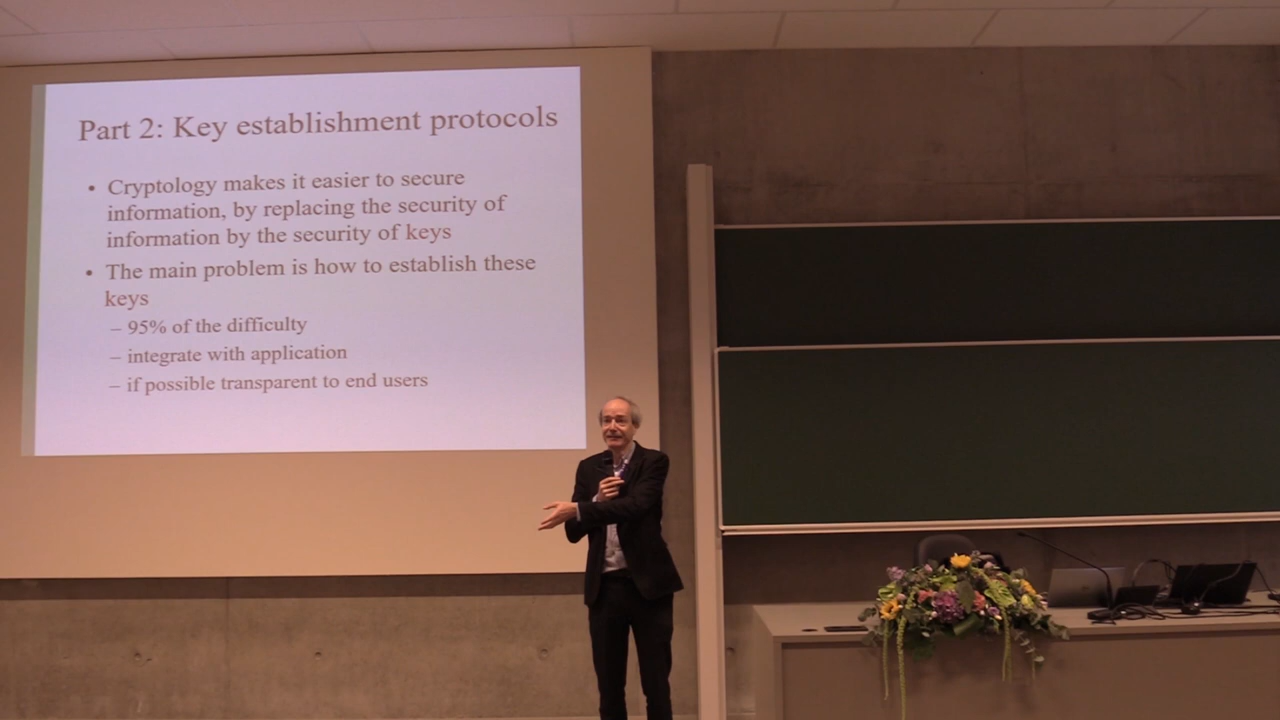 Part 2: Key establishment protocols
• Cryptology makes it easier to secure
information, by replacing the security of
information by the security of keys
• The main problem is how to establish these
keys
– 95% of the difficulty
– integrate with application
– if possible transparent to end users